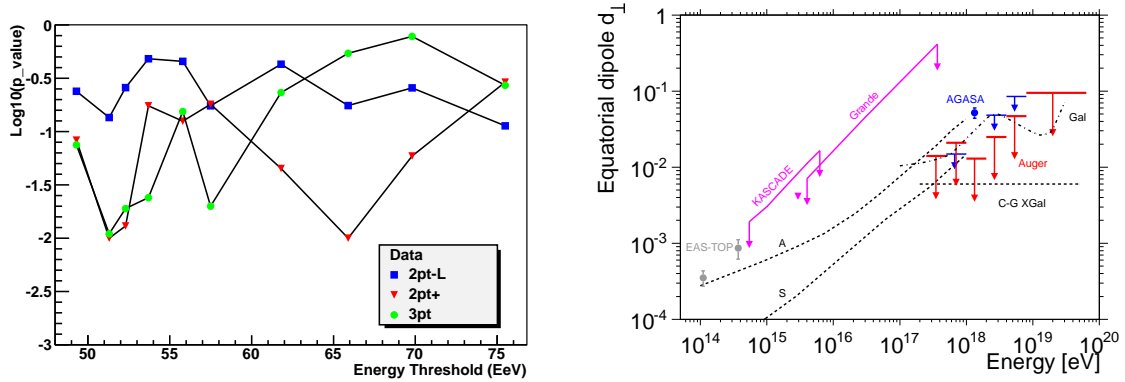 Log10(p_value)
0
-0.5
-1
-1.5
-2
-2.5
-3
50 55 60 65 70 75
Energy Threshold (EeV)
Data
2pt-L
2pt+
3pt
Equatorial dipole d⊥
1
10^-1
10^-2
10^-3
10^-4
10^14 10^15 10^16 10^17 10^18 10^19 10^20
Energy [eV]
EAS-TOP
KASCADE
Grande
AGASA
Gal
Auger
C-G XGal
A
S